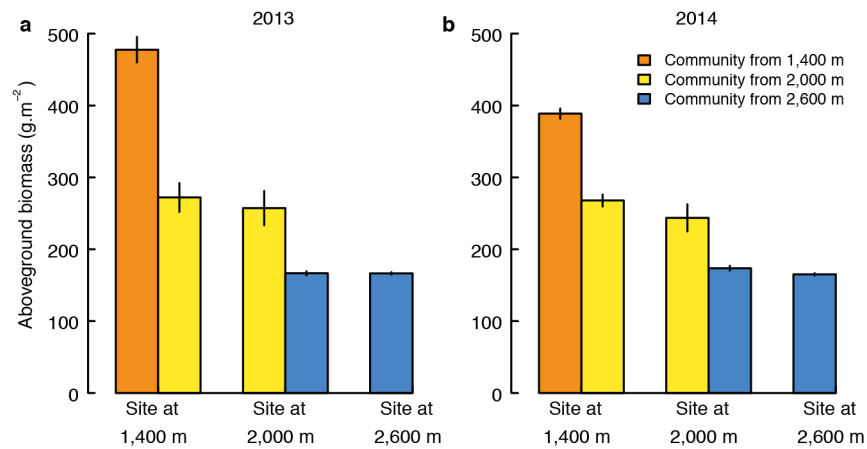 a
2013
Aboveground biomass (g.m⁻²)
500
400
300
200
100
0
Site at
1,400 m
Site at
2,000 m
Site at
2,600 m
b
2014
500
400
300
200
100
0
Community from 1,400 m
Community from 2,000 m
Community from 2,600 m
Site at
1,400 m
Site at
2,000 m
Site at
2,600 m